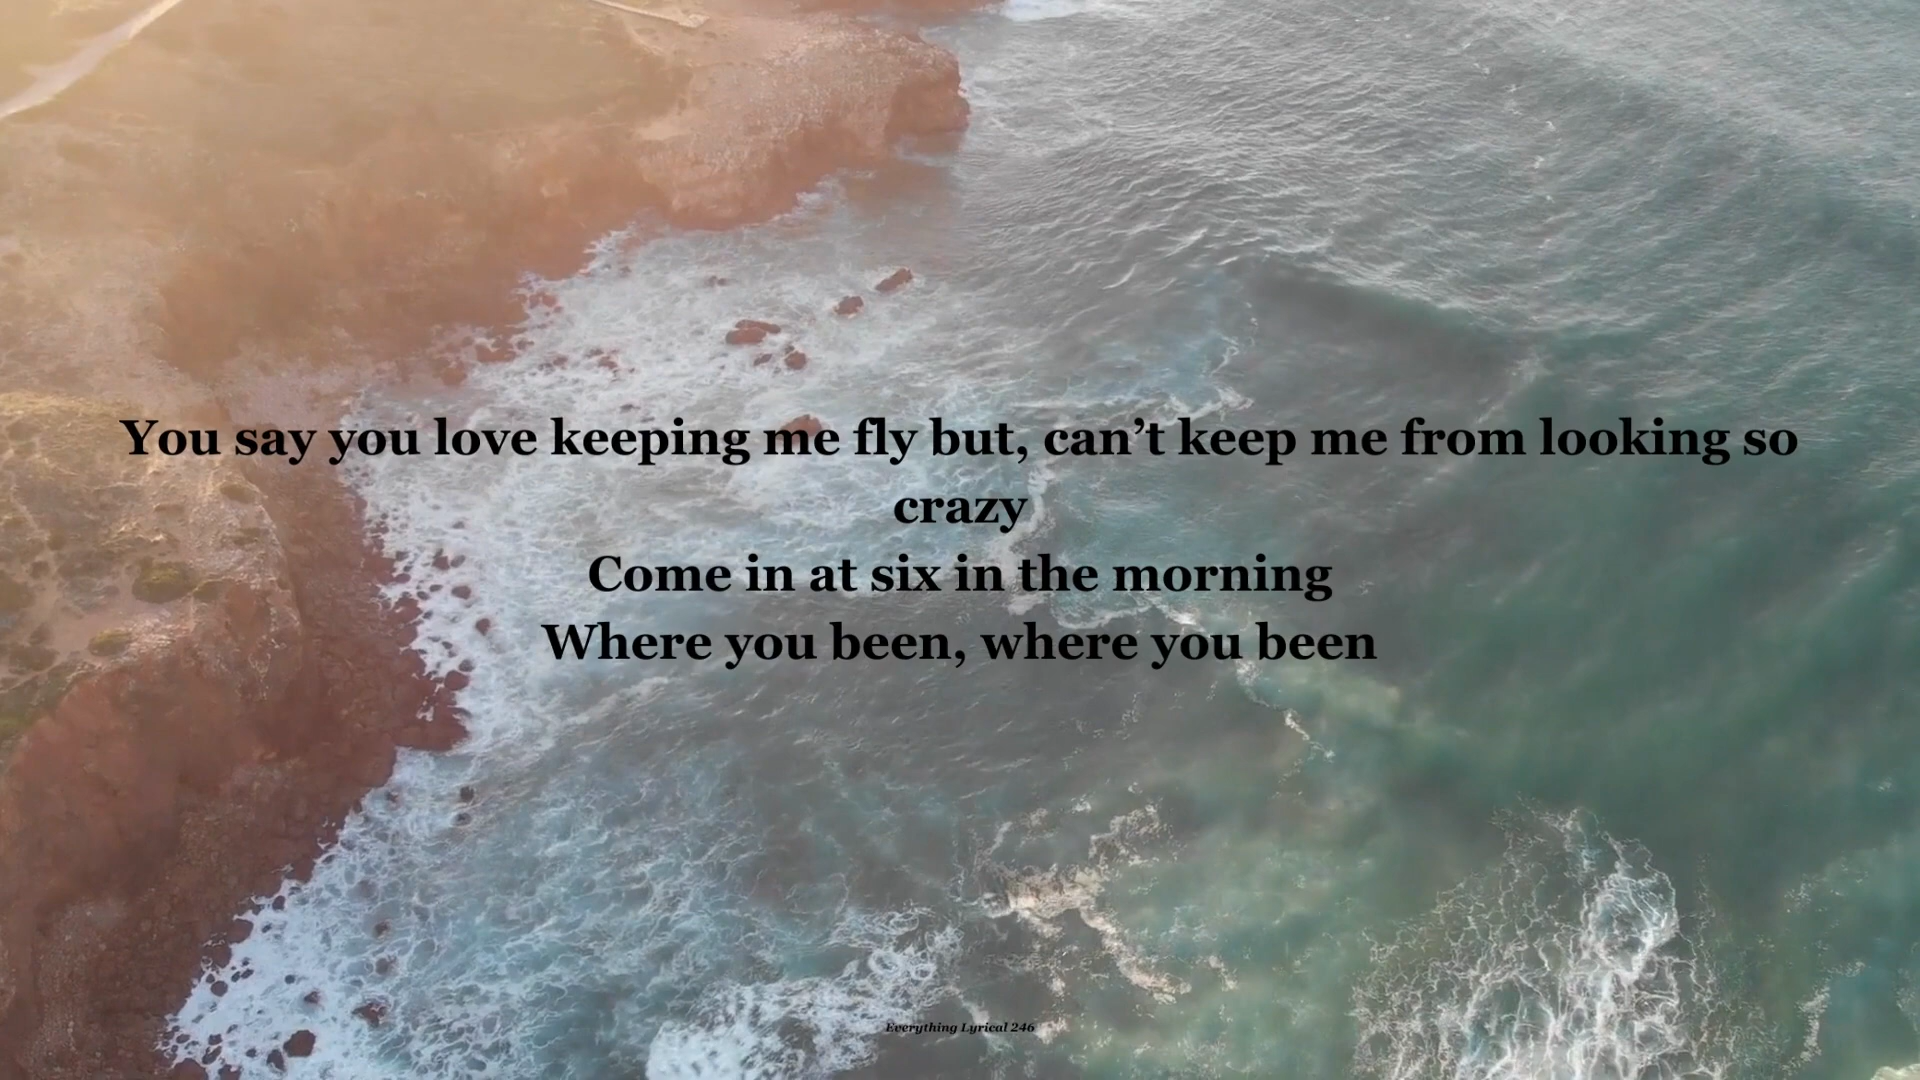 You say you love keeping me fly but, can’t keep me from looking so
crazy
Come in at six in the morning
Where you been, where you been
Everything Lyrical 246